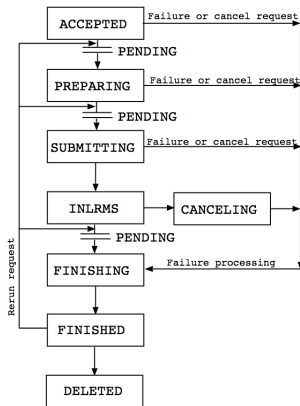 ACCEPTED
Failure or cancel request
PENDING
PREPARING
Failure or cancel request
PENDING
SUBMITTING
Failure or cancel request
INLRMS
CANCELING
PENDING
FINISHING
Failure processing
Rerun request
FINISHED
DELETED